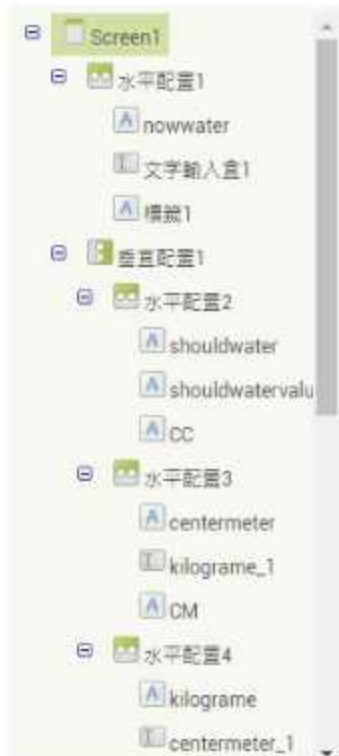 Screen1
水平配置1
nowwater
文字輸入盒1
標籤1
垂直配置1
水平配置2
shouldwater
shouldwatervalu
CC
水平配置3
centermeter
kilograme_1
CM
水平配置4
kilograme
centermeter_1